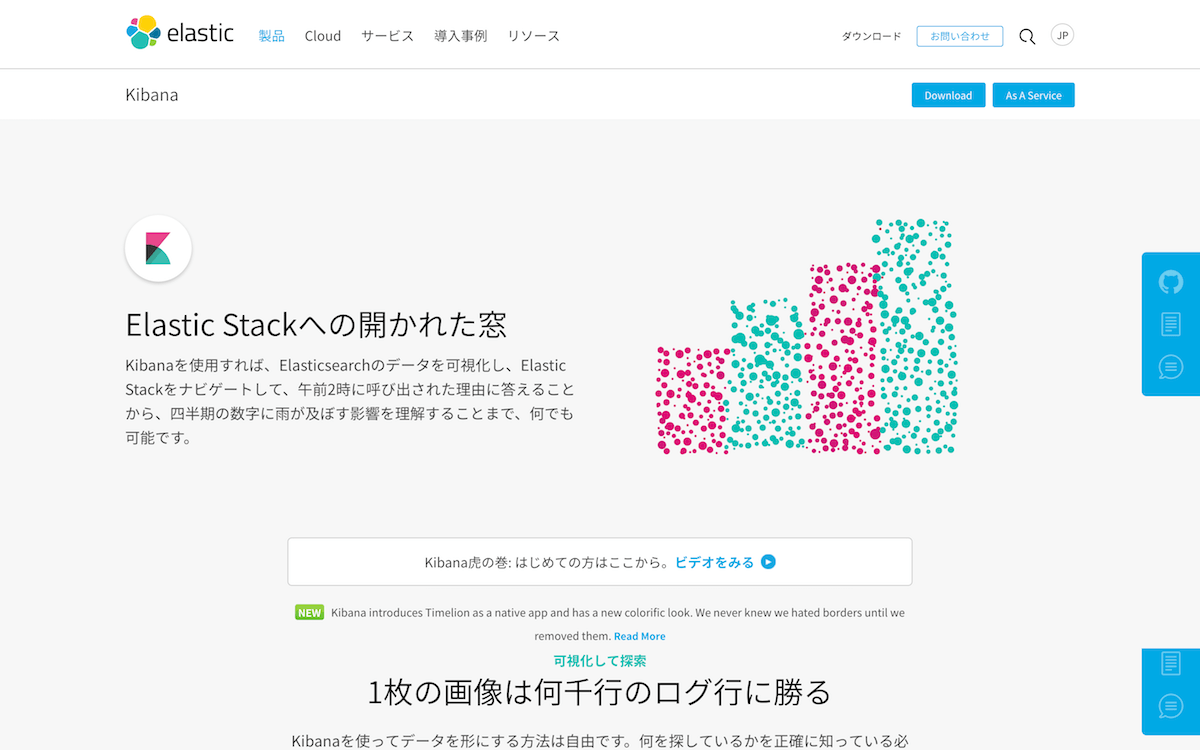 elastic 製品 Cloud サービス 導入事例 リソース ダウンロード お問い合わせ JP
Kibana Download As A Service
Elastic Stackへの開かれた窓
Kibanaを使用すれば、Elasticsearchのデータを可視化し、Elastic
Stackをナビゲートして、午前2時に呼び出された理由に答えること
から、四半期の数字に雨が及ぼす影響を理解することまで、何でも
可能です。
Kibana虎の巻: はじめての方はここから。ビデオをみる
NEW Kibana introduces Timelion as a native app and has a new colorific look. We never knew we hated borders until we
removed them. Read More
可視化して探索
1枚の画像は何千行のログ行に勝る
Kibanaを使ってデータを形にする方法は自由です。何を探しているかを正確に知っている必